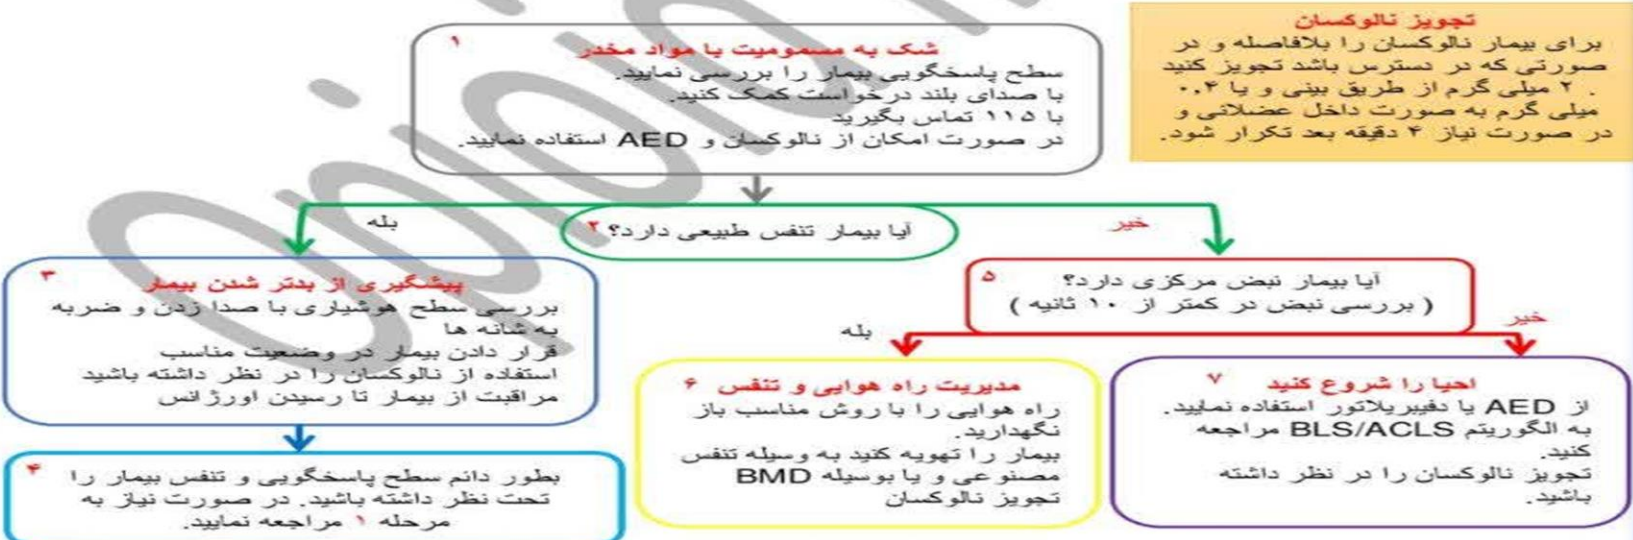 تجویز نالوکسان
برای بیمار نالوکسان را بلافاصله و در
صورتی که در دسترس باشد تجویز کنید
. ۲ میلی گرم از طریق بینی و یا ۰.۴
میلی گرم به صورت داخل عضلانی و
در صورت نیاز ۴ دقیقه بعد تکرار شود.
۱
شک به مسمومیت با مواد مخدر
سطح پاسخگویی بیمار را بررسی نمایید.
با صدای بلند درخواست کمک کنید.
با ۱۱۵ تماس بگیرید
در صورت امکان از نالوکسان و AED استفاده نمایید.
آیا بیمار تنفس طبیعی دارد؟ ۲
بله
خیر
۳
پیشگیری از بدتر شدن بیمار
بررسی سطح هوشیاری با صدا زدن و ضربه
به شانه ها
قرار دادن بیمار در وضعیت مناسب
استفاده از نالوکسان را در نظر داشته باشید
مراقبت از بیمار تا رسیدن اورژانس
۴
بطور دائم سطح پاسخگویی و تنفس بیمار را
تحت نظر داشته باشید. در صورت نیاز به
مرحله ۱ مراجعه نمایید.
۵
آیا بیمار نبض مرکزی دارد؟
( بررسی نبض در کمتر از ۱۰ ثانیه )
بله
خیر
مدیریت راه هوایی و تنفس ۶
راه هوایی را با روش مناسب باز
نگهدارید.
بیمار را تهویه کنید به وسیله تنفس
مصنوعی و یا بوسیله BMD
تجویز نالوکسان
احیا را شروع کنید ۷
از AED یا دفیبریلاتور استفاده نمایید.
به الگوریتم BLS/ACLS مراجعه
کنید.
تجویز نالوکسان را در نظر داشته
باشید.